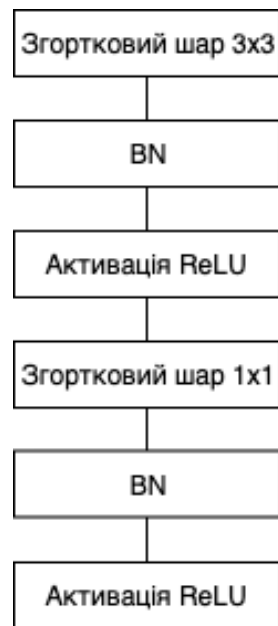 Згортковий шар 3x3
BN
Активація ReLU
Згортковий шар 1x1
BN
Активація ReLU